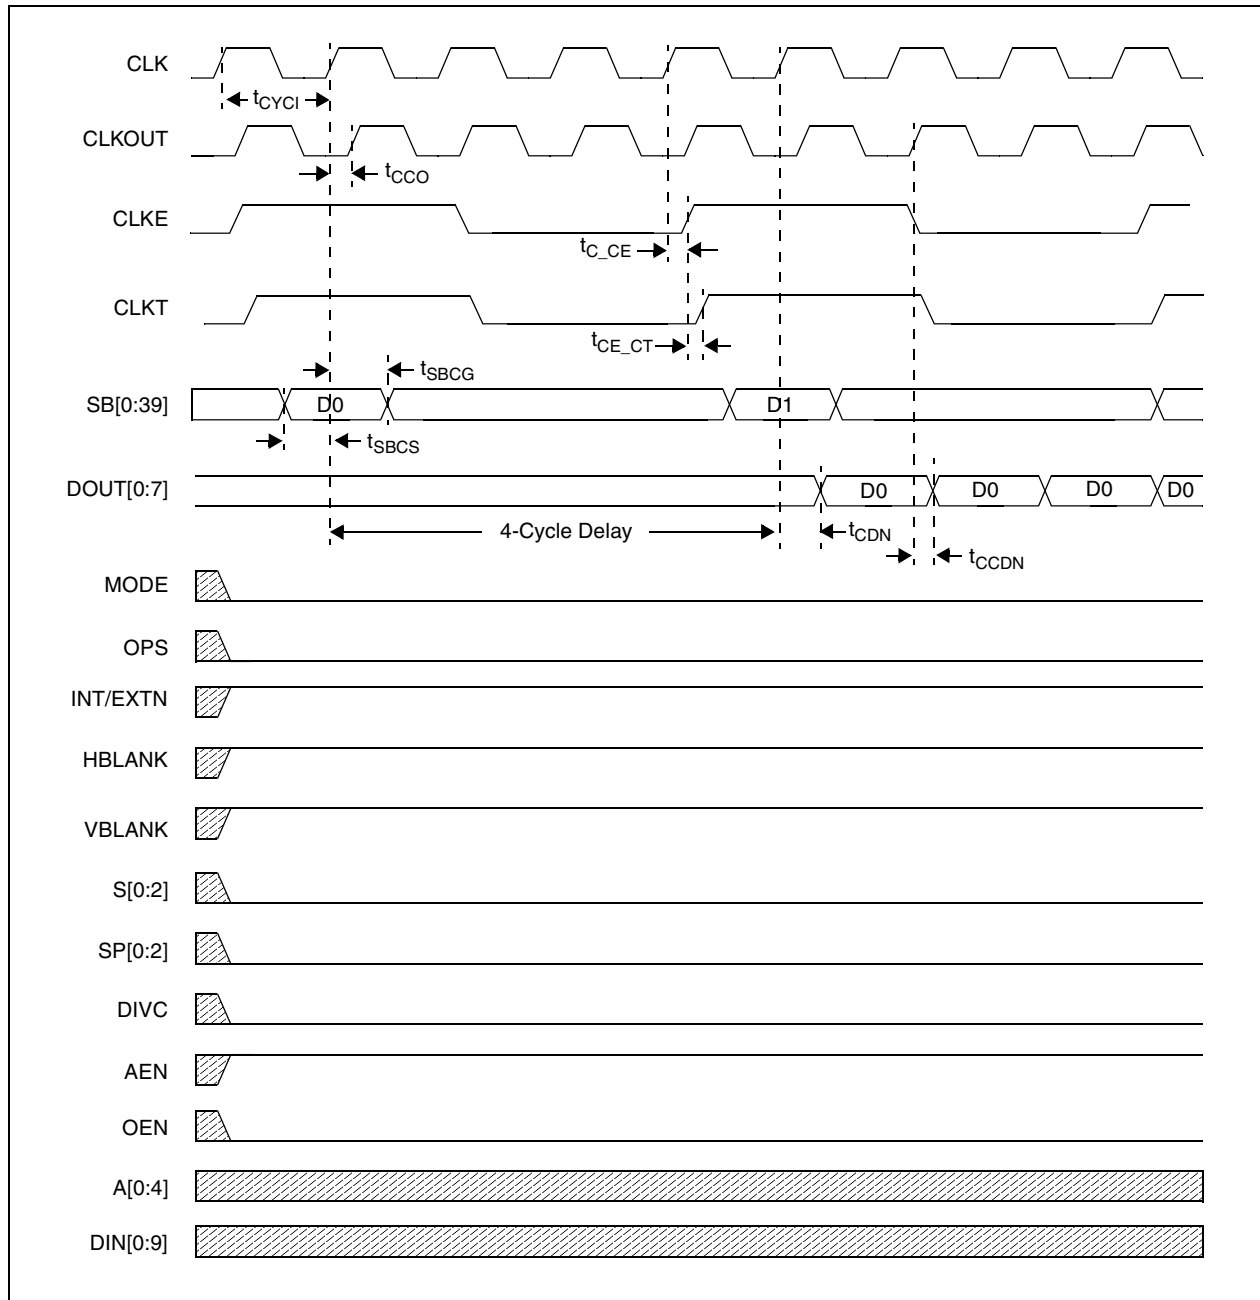 CLK
tCYCI
CLKOUT
tCCO
CLKE
tC_CE
CLKT
tCE_CT
tSBCG
SB[0:39]
D0
D1
tSBCS
DOUT[0:7]
D0
D0
D0
D0
4-Cycle Delay
tCDN
tCCDN
MODE
OPS
INT/EXTN
HBLANK
VBLANK
S[0:2]
SP[0:2]
DIVC
AEN
OEN
A[0:4]
DIN[0:9]